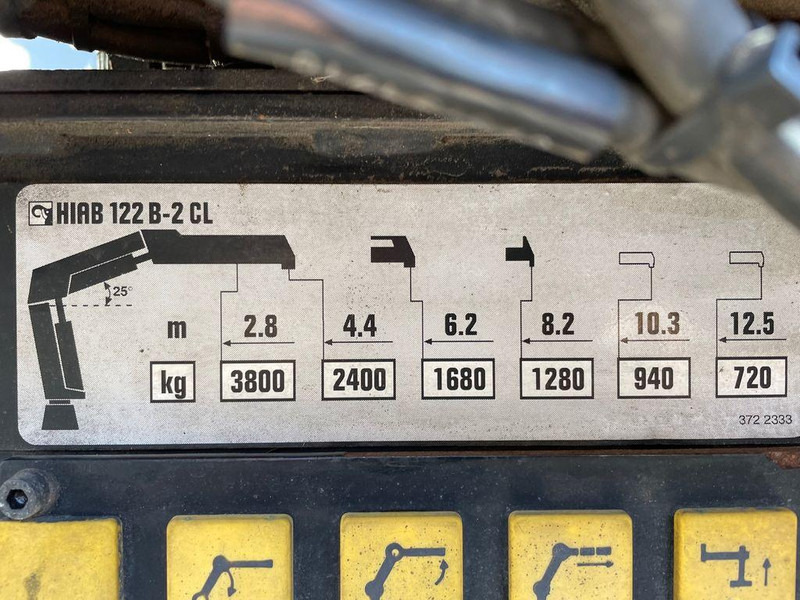 HIAB 122 B-2 CL
25°
m 2.8 4.4 6.2 8.2 10.3 12.5
kg 3800 2400 1680 1280 940 720
372 2333